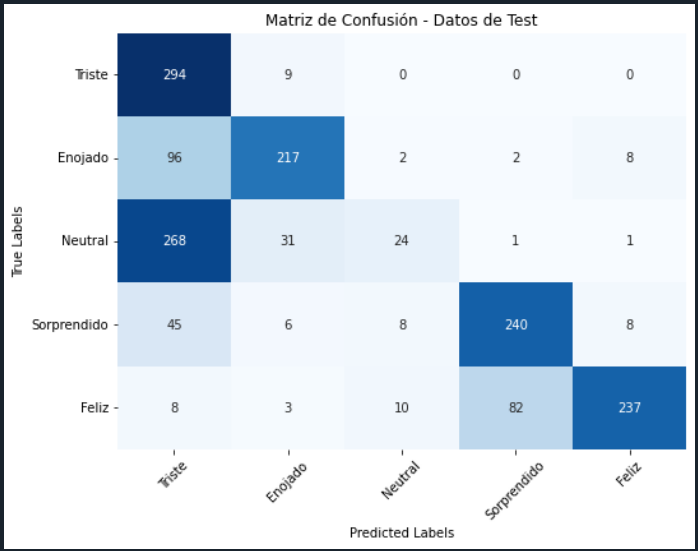 Matriz de Confusión - Datos de Test
True Labels
Triste 294 9 0 0 0
Enojado 96 217 2 2 8
Neutral 268 31 24 1 1
Sorprendido 45 6 8 240 8
Feliz 8 3 10 82 237
Triste Enojado Neutral Sorprendido Feliz
Predicted Labels